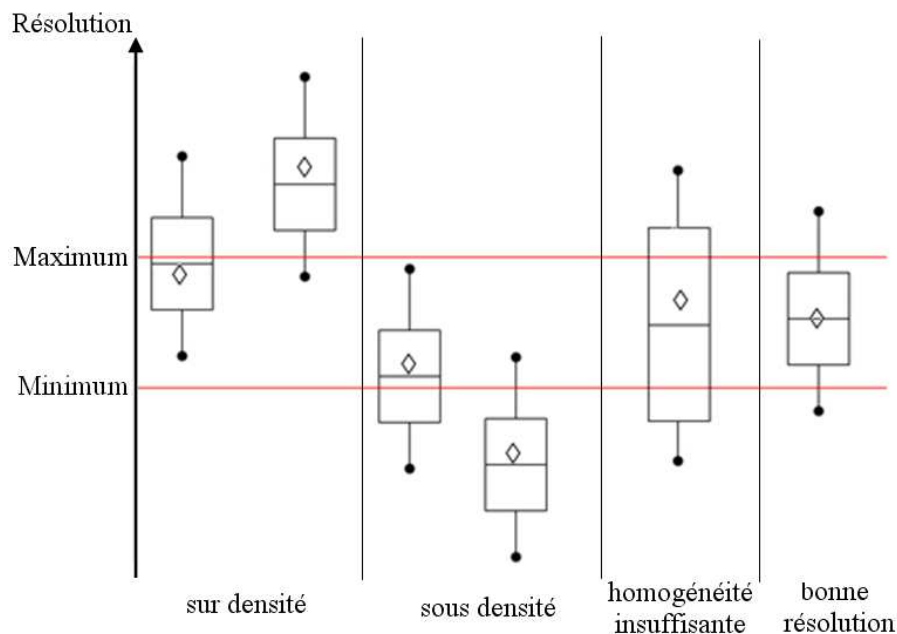 Résolution
Maximum
Minimum
sur densité
sous densité
homogénéité
insuffisante
bonne
résolution